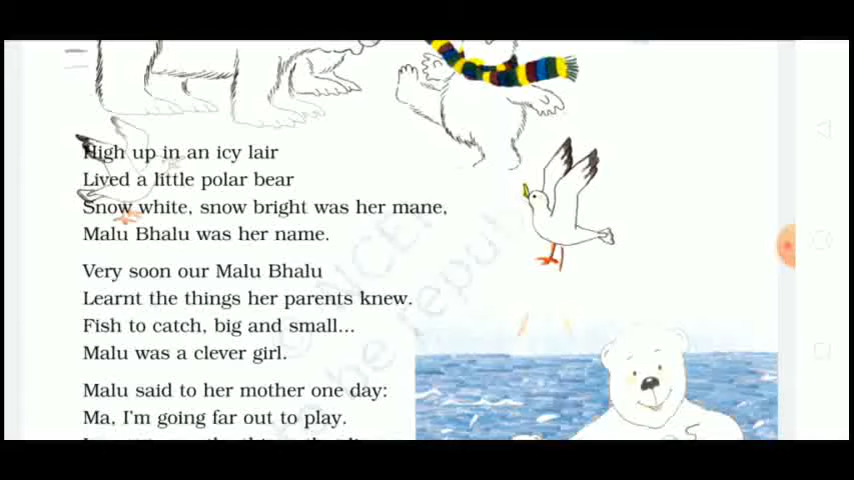 High up in an icy lair
Lived a little polar bear
Snow white, snow bright was her mane,
Malu Bhalu was her name.
Very soon our Malu Bhalu
Learnt the things her parents knew.
Fish to catch, big and small...
Malu was a clever girl.
Malu said to her mother one day:
Ma, I'm going far out to play.